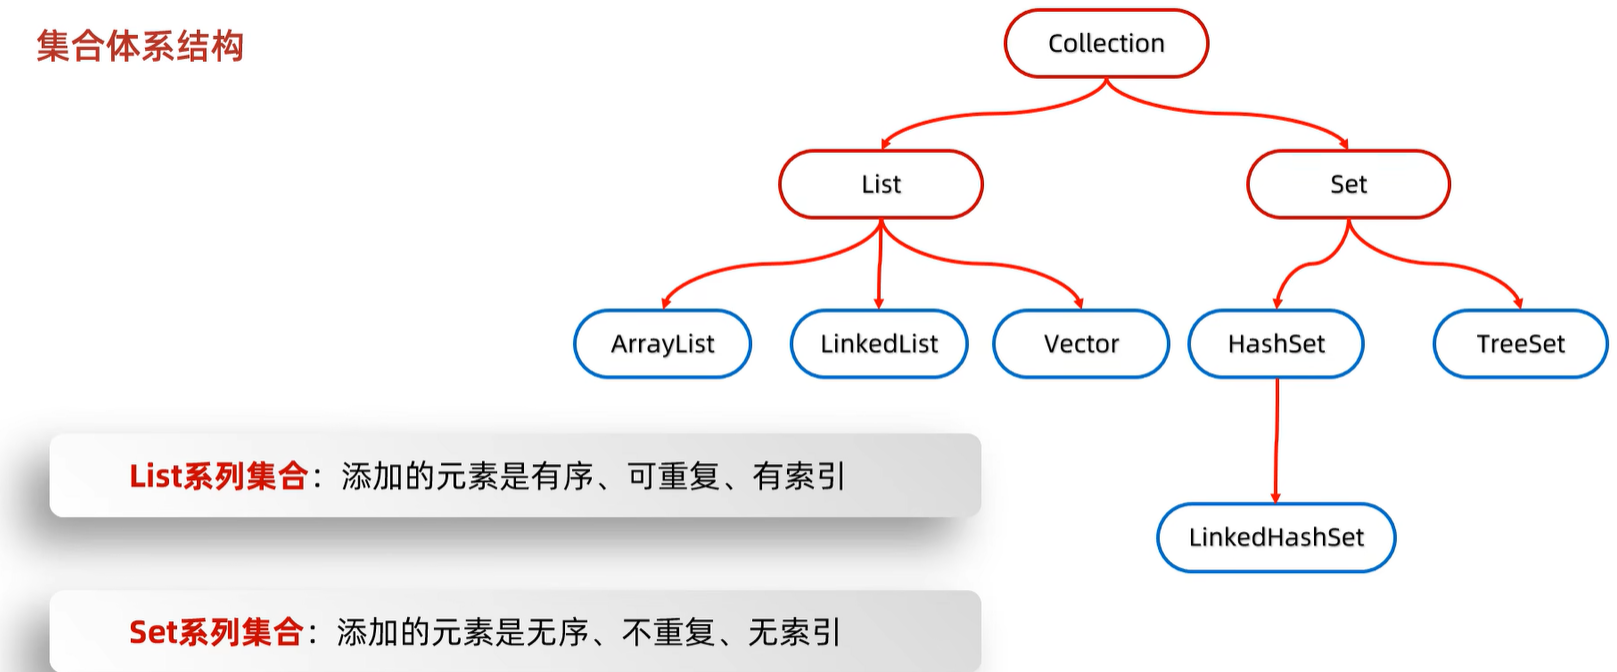 集合体系结构
Collection
List
Set
ArrayList
LinkedList
Vector
HashSet
TreeSet
List系列集合：添加的元素是有序、可重复、有索引
LinkedHashSet
Set系列集合：添加的元素是无序、不重复、无索引